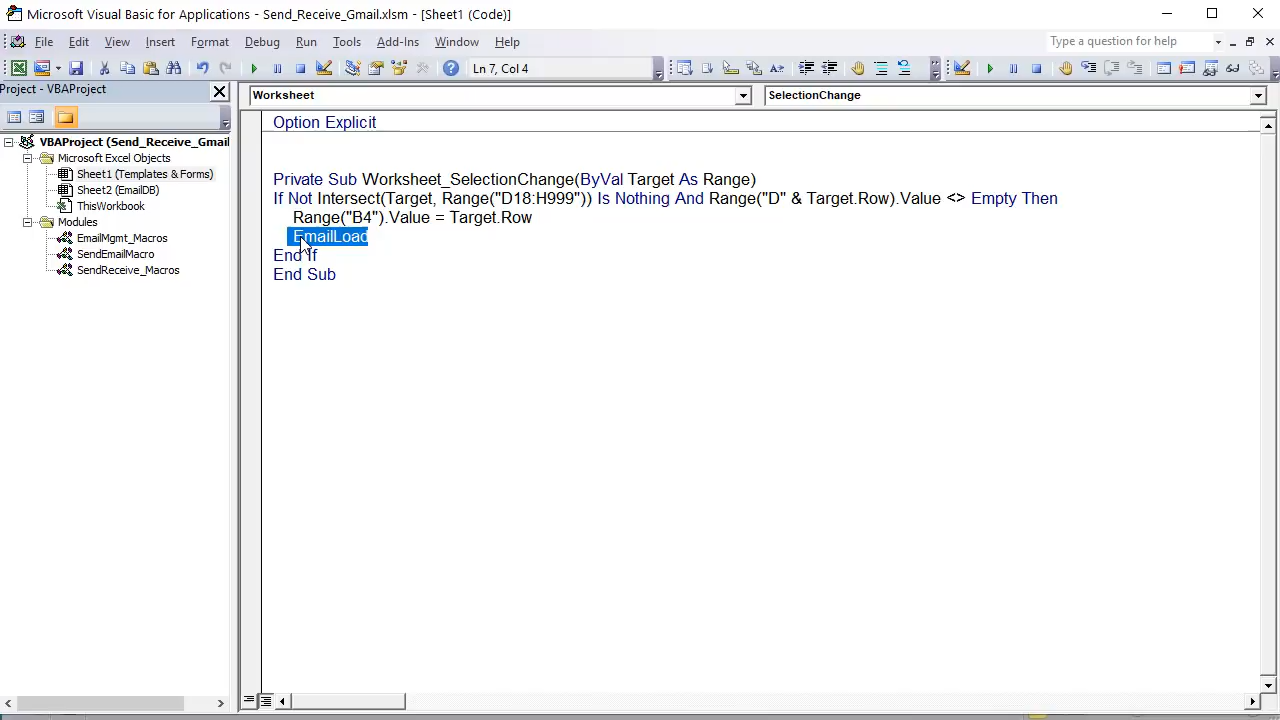 Microsoft Visual Basic for Applications - Send_Receive_Gmail.xlsm - [Sheet1 (Code)]
File Edit View Insert Format Debug Run Tools Add-Ins Window Help
Type a question for help
Ln 7, Col 4
Project - VBAProject
Worksheet
SelectionChange
VBAProject (Send_Receive_Gmail
Microsoft Excel Objects
Sheet1 (Templates & Forms)
Sheet2 (EmailDB)
ThisWorkbook
Modules
EmailMgmt_Macros
SendEmailMacro
SendReceive_Macros
Option Explicit
Private Sub Worksheet_SelectionChange(ByVal Target As Range)
If Not Intersect(Target, Range("D18:H999")) Is Nothing And Range("D" & Target.Row).Value <> Empty Then
Range("B4").Value = Target.Row
EmailLoad
End If
End Sub